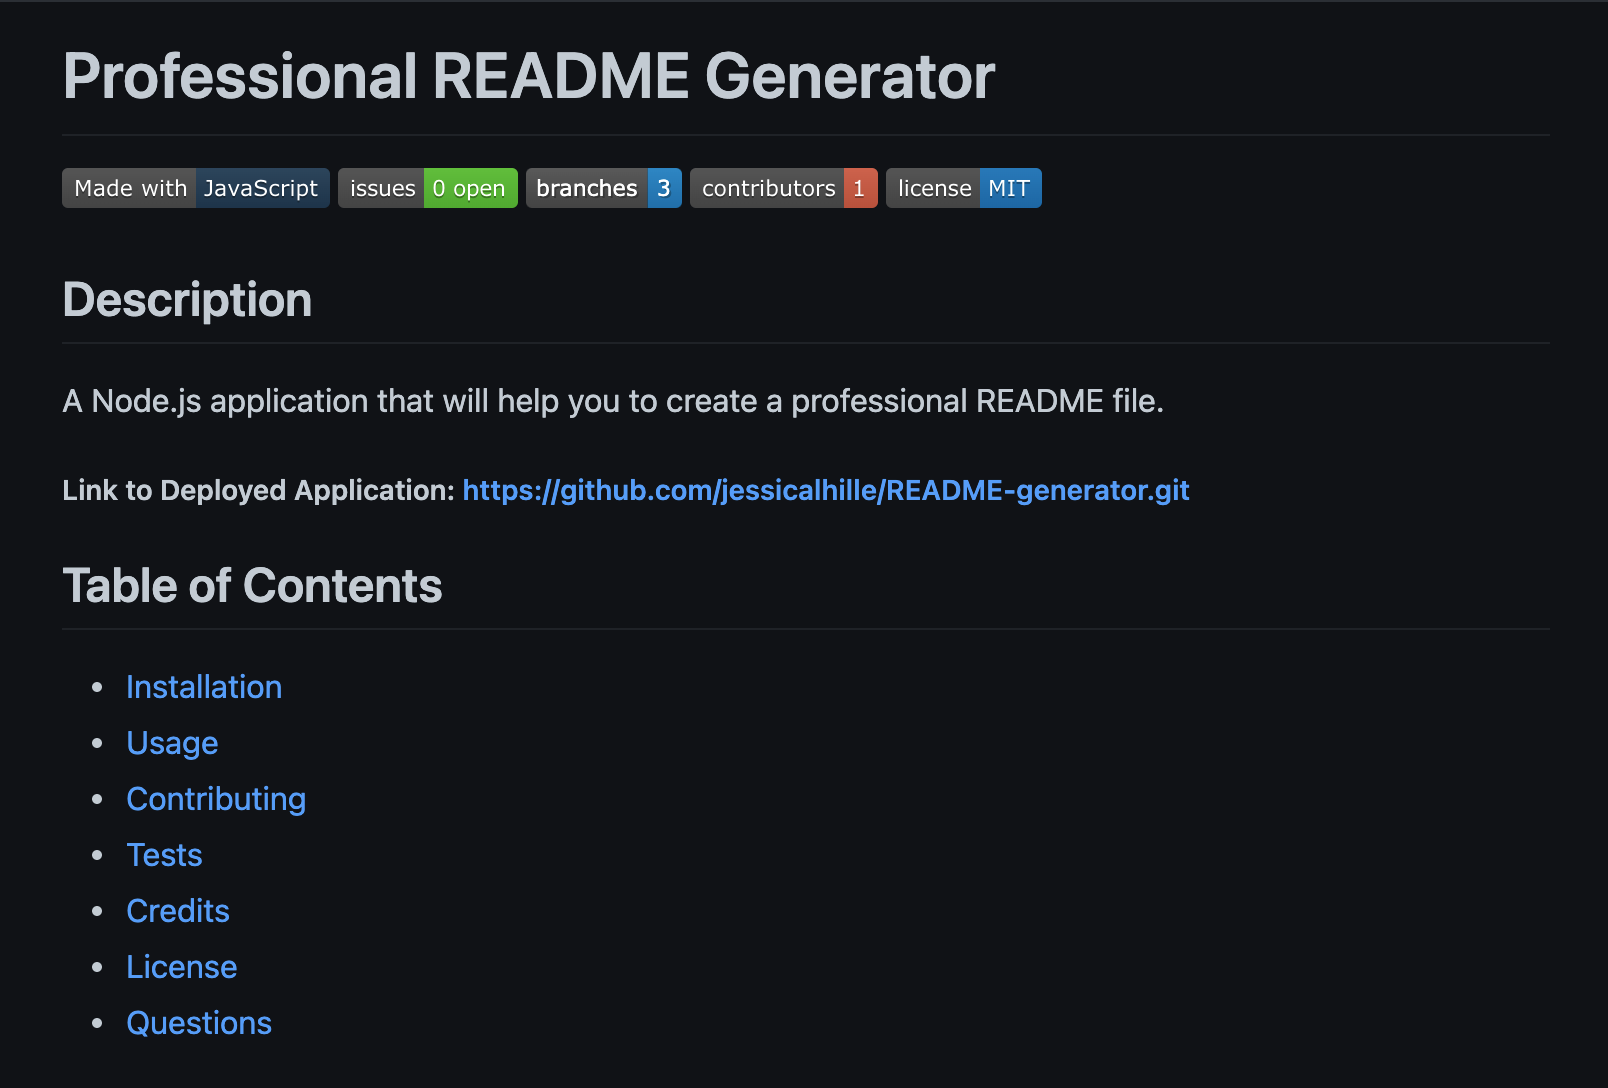 Professional README Generator
Made with JavaScript issues 0 open branches 3 contributors 1 license MIT
Description
A Node.js application that will help you to create a professional README file.
Link to Deployed Application: https://github.com/jessicalhille/README-generator.git
Table of Contents
Installation
Usage
Contributing
Tests
Credits
License
Questions